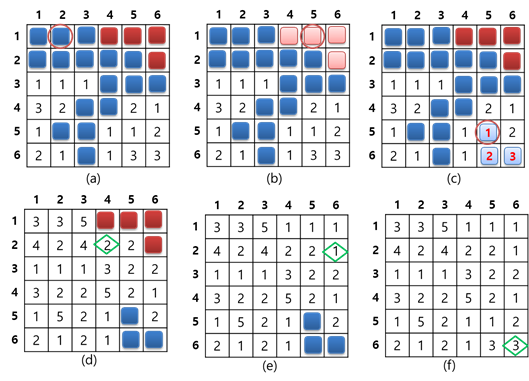 1 2 3 4 5 6
1
2
3 1 1 1
4 3 2 2 1
5 1 1 1 2
6 2 1 1 3 3
(a)
1 2 3 4 5 6
1
2
3 1 1 1
4 3 2 2 1
5 1 1 1 2
6 2 1 1 3 3
(b)
1 2 3 4 5 6
1
2
3 1 1 1
4 3 2 2 1
5 1 1 1 2
6 2 1 1 2 3
(c)
1 2 3 4 5 6
1 3 3 5
2 4 2 4 2 2
3 1 1 1 3 2 2
4 3 2 2 5 2 1
5 1 5 2 1 2
6 2 1 2 1
(d)
1 2 3 4 5 6
1 3 3 5 1 1 1
2 4 2 4 2 2 1
3 1 1 1 3 2 2
4 3 2 2 5 2 1
5 1 5 2 1 2
6 2 1 2 1
(e)
1 2 3 4 5 6
1 3 3 5 1 1 1
2 4 2 4 2 2 1
3 1 1 1 3 2 2
4 3 2 2 5 2 1
5 1 5 2 1 1 2
6 2 1 2 1 3 3
(f)